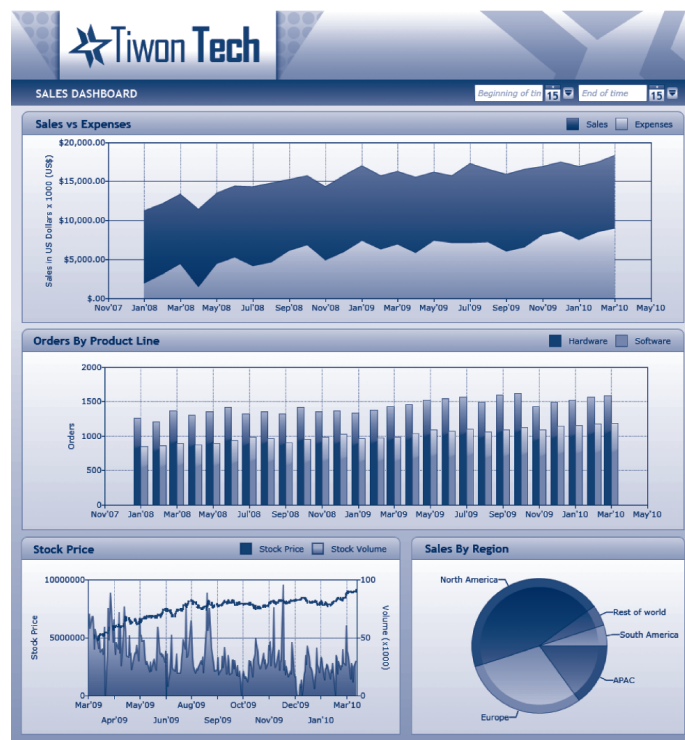 Tiwon Tech
SALES DASHBOARD
Beginning of tin
15
End of time
15
Sales vs Expenses
Sales
Expenses
Sales in US Dollars x 1000 (US$)
$20,000.00
$15,000.00
$10,000.00
$5,000.00
$.00
Nov'07 Jan'08 Mar'08 May'08 Jul'08 Sep'08 Nov'08 Jan'09 Mar'09 May'09 Jul'09 Sep'09 Nov'09 Jan'10 Mar'10 May'10
Orders By Product Line
Hardware
Software
Orders
2000
1500
1000
500
0
Nov'07 Jan'08 Mar'08 May'08 Jul'08 Sep'08 Nov'08 Jan'09 Mar'09 May'09 Jul'09 Sep'09 Nov'09 Jan'10 Mar'10 May'10
Stock Price
Stock Price
Stock Volume
Stock Price
10000000
5000000
0
100
50
0
Volume (x1000)
Mar'09 May'09 Aug'09 Oct'09 Dec'09 Mar'10
Apr'09 Jun'09 Sep'09 Nov'09 Jan'10
Sales By Region
North America
Rest of world
South America
APAC
Europe